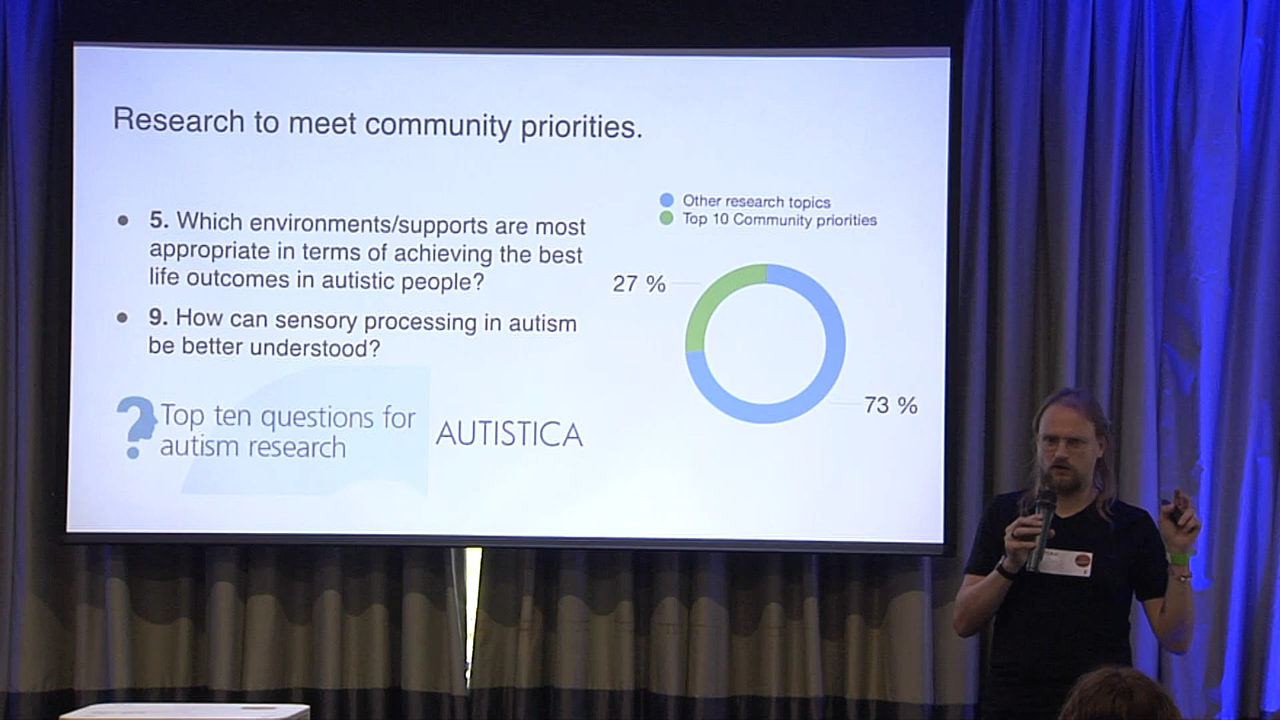 Research to meet community priorities.
5. Which environments/supports are most
appropriate in terms of achieving the best
life outcomes in autistic people?
9. How can sensory processing in autism
be better understood?
Top ten questions for
autism research
AUTISTICA
Other research topics
Top 10 Community priorities
27 %
73 %